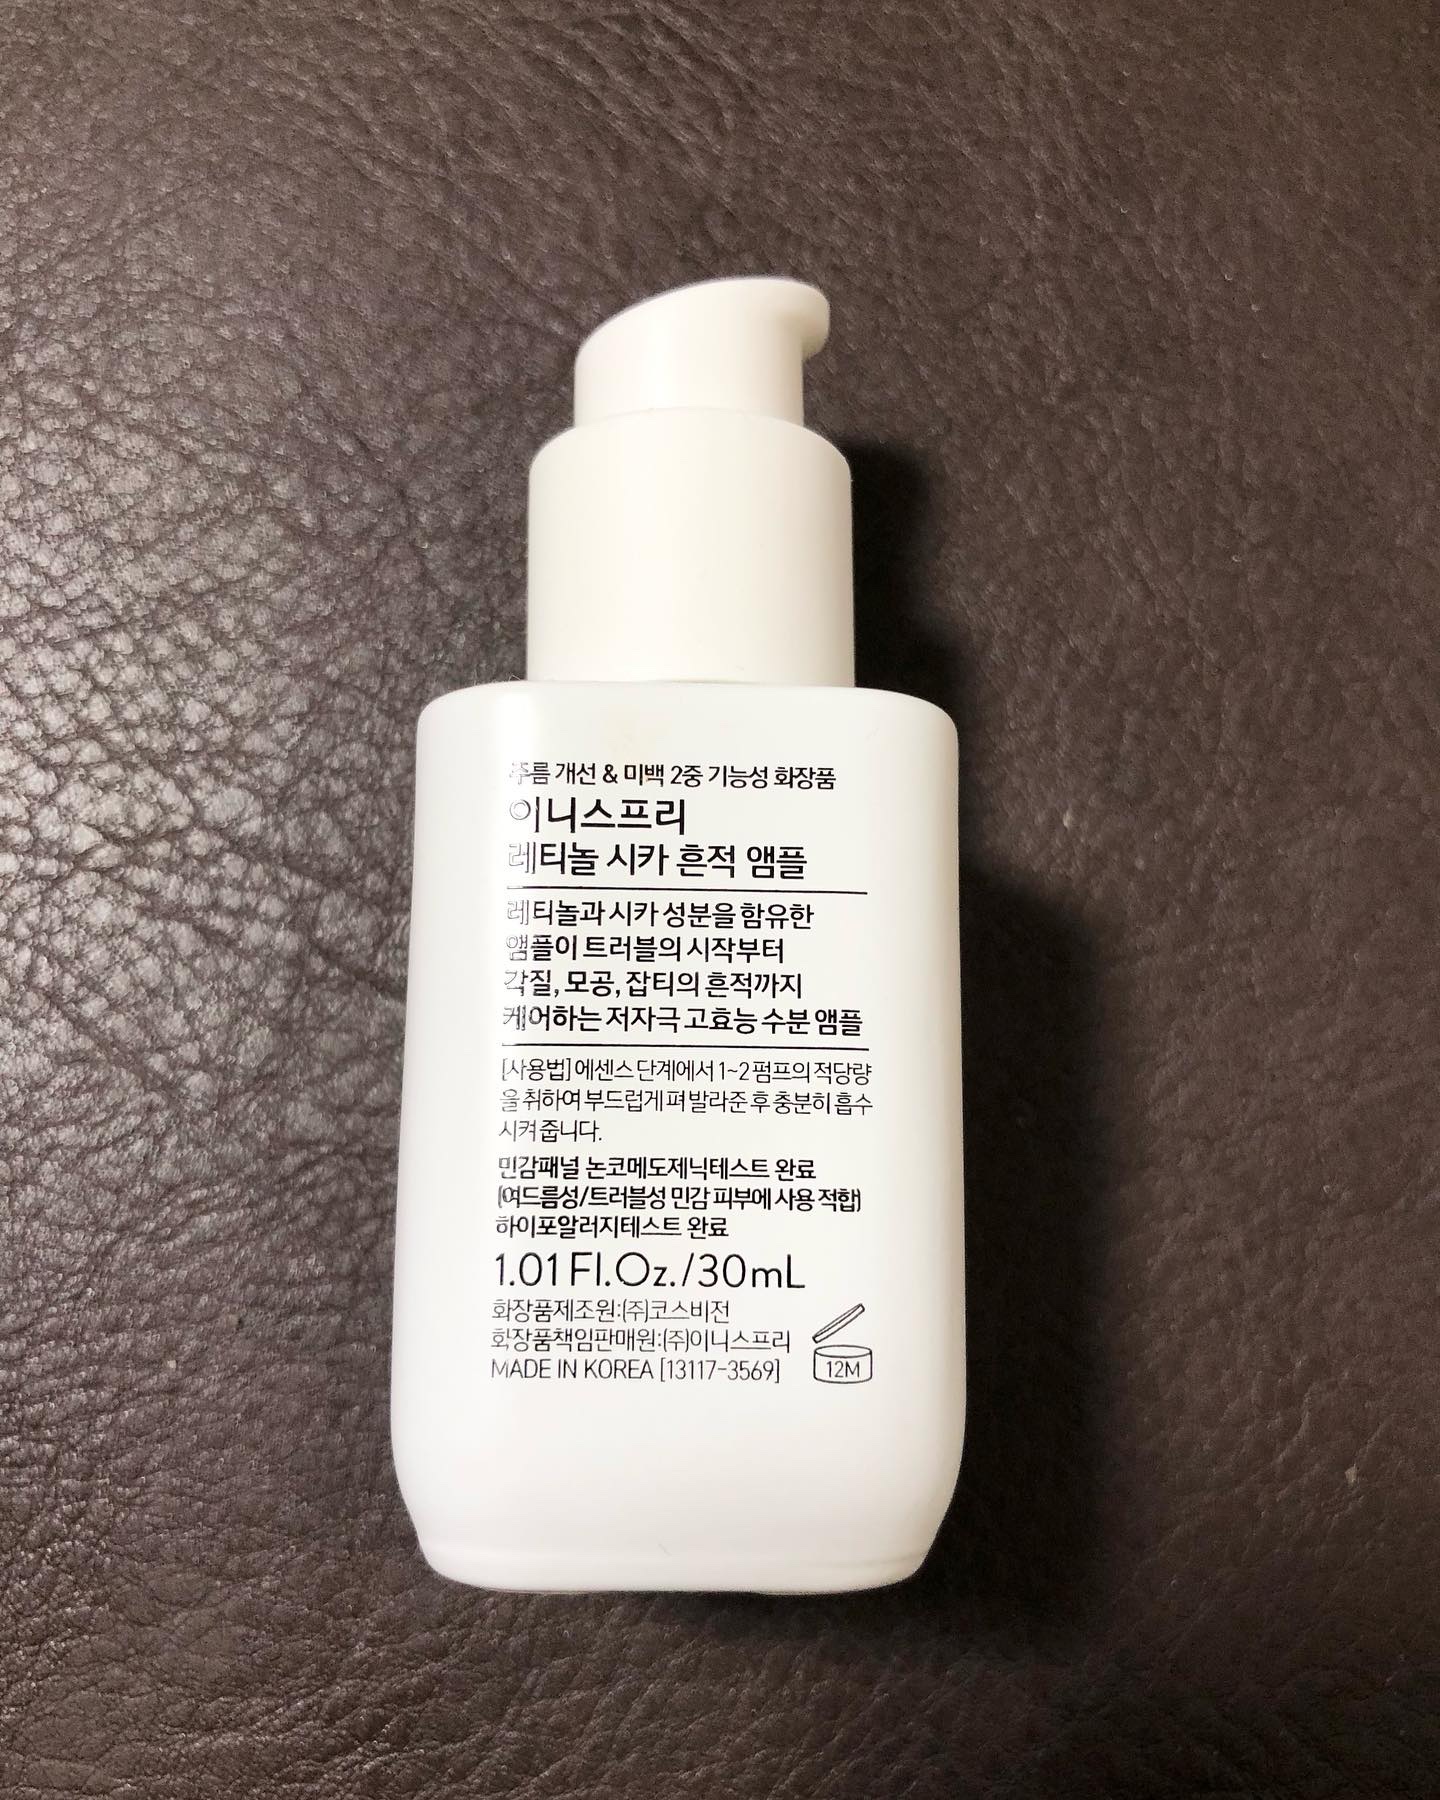 주름 개선 & 미백 2중 기능성 화장품
이니스프리
레티놀 시카 흔적 앰플
레티놀과 시카 성분을 함유한
앰플이 트러블의 시작부터
각질, 모공, 잡티의 흔적까지
케어하는 저자극 고효능 수분 앰플
[사용법] 에센스 단계에서 1~2 펌프의 적당량
을 취하여 부드럽게 펴 발라준 후 충분히 흡수
시켜 줍니다.
민감패널 논코메도제닉테스트 완료
(여드름성/트러블성 민감 피부에 사용 적합)
하이포알러지테스트 완료
1.01 Fl.Oz./30mL
화장품제조원:(주)코스비전
화장품책임판매원:(주)이니스프리
MADE IN KOREA [13117-3569]
12M